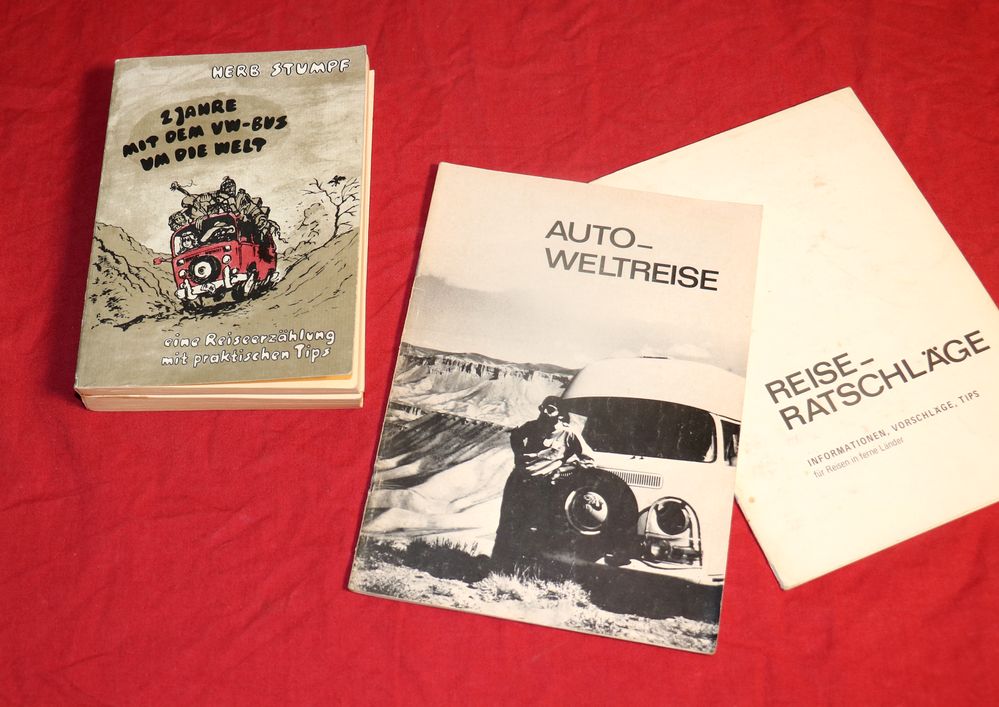 HERB STUMPF
2 JAHRE
MIT DEM VW-BUS
UM DIE WELT
eine Reiseerzählung
mit praktischen Tips
AUTO–
WELTREISE
REISE–
RATSCHLÄGE
INFORMATIONEN, VORSCHLÄGE, TIPS
für Reisen in ferne Länder